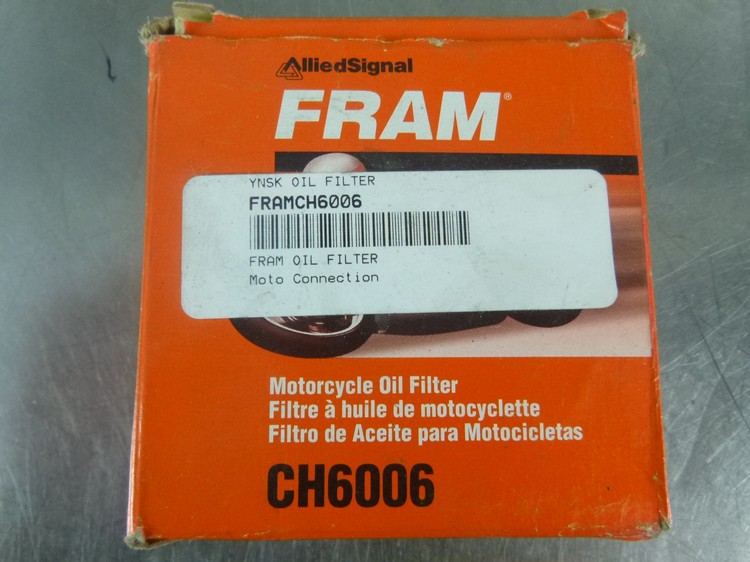 AlliedSignal
FRAM®
YNSK OIL FILTER
FRAMCH6006
FRAM OIL FILTER
Moto Connection
Motorcycle Oil Filter
Filtre à huile de motocyclette
Filtro de Aceite para Motocicletas
CH6006